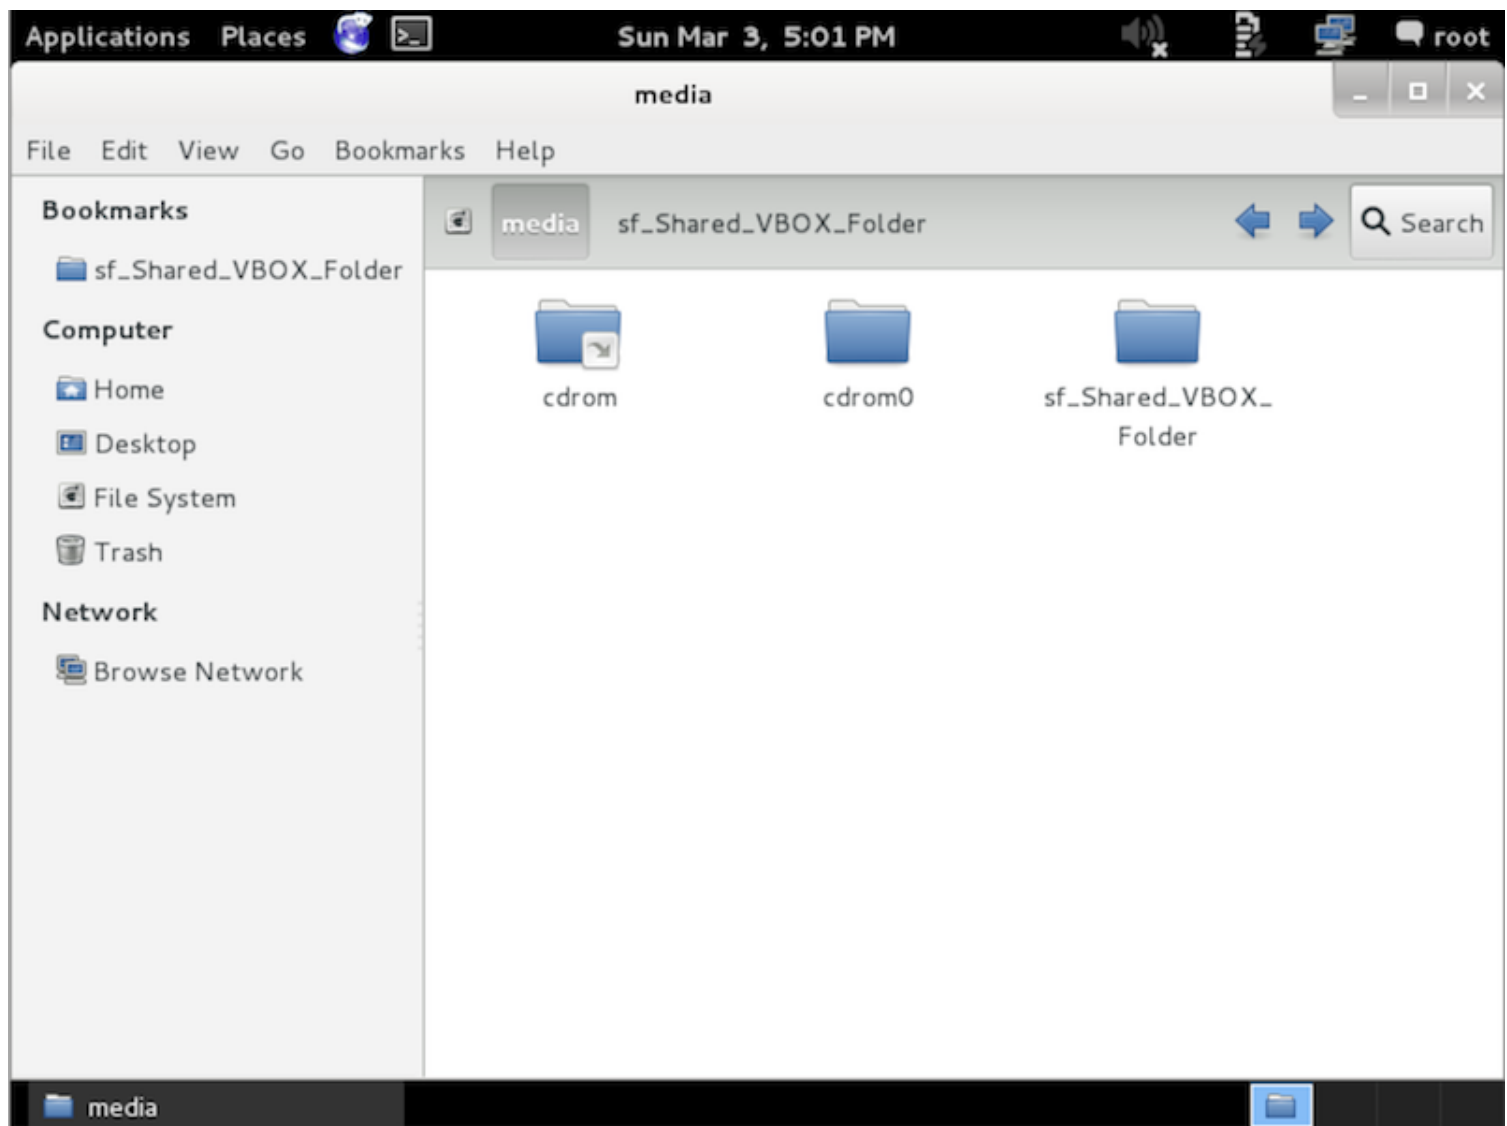 Applications Places Sun Mar 3, 5:01 PM root
media
File Edit View Go Bookmarks Help
Bookmarks
sf_Shared_VBOX_Folder
Computer
Home
Desktop
File System
Trash
Network
Browse Network
media sf_Shared_VBOX_Folder Search
cdrom
cdrom0
sf_Shared_VBOX_
Folder
media